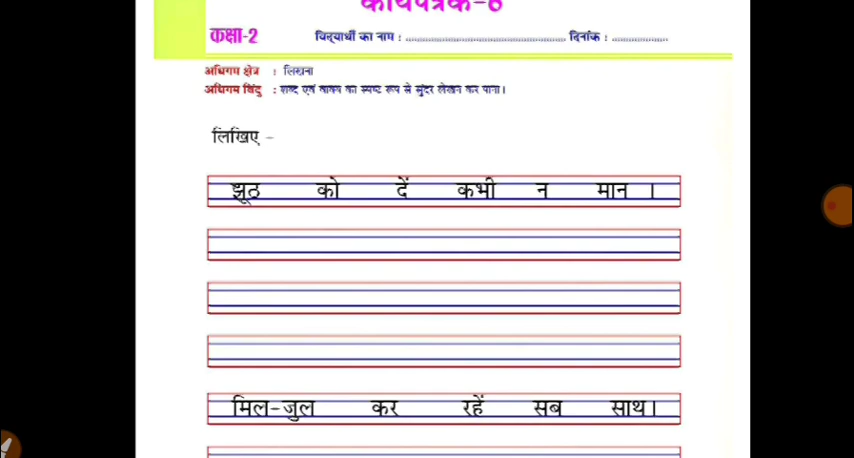 कार्यपत्रक-8
कक्षा-2 विद्यार्थी का नाम : ........................................................ दिनांक : ....................
अधिगम क्षेत्र : लिखना
अधिगम बिंदु : शब्द एवं वाक्य का स्पष्ट रूप से सुंदर लेखन कर पाना।
लिखिए -
झूठ को दें कभी न मान ।
मिल-जुल कर रहें सब साथ।